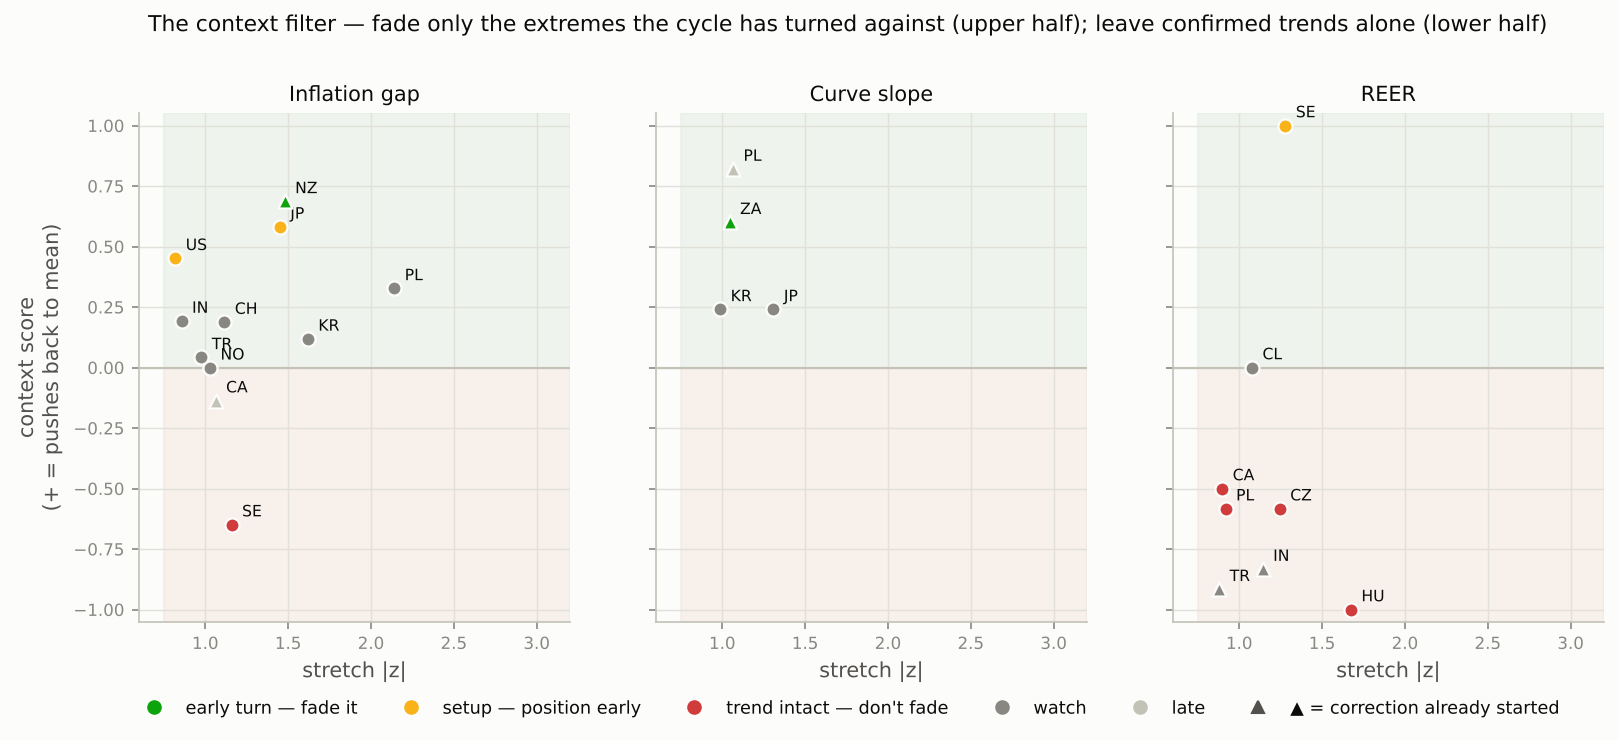 The context filter — fade only the extremes the cycle has turned against (upper half); leave confirmed trends alone (lower half)
Inflation gap
Curve slope
REER
context score
(+ = pushes back to mean)
1.00
0.75
0.50
0.25
0.00
−0.25
−0.50
−0.75
−1.00
NZ
JP
US
PL
IN
CH
KR
TR
NO
CA
SE
1.0 1.5 2.0 2.5 3.0
stretch |z|
PL
ZA
KR
JP
1.0 1.5 2.0 2.5 3.0
stretch |z|
SE
CL
CA
PL
CZ
IN
TR
HU
1.0 1.5 2.0 2.5 3.0
stretch |z|
early turn — fade it setup — position early trend intact — don't fade watch late ▲ = correction already started